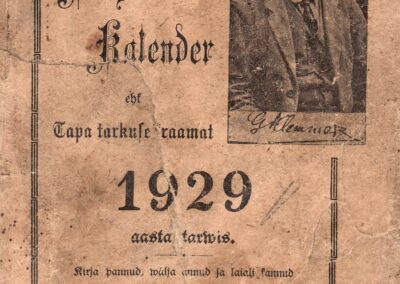 Kalender
ehk
Tapa tarkuse raamat
1929
aasta tarwis.
Kirja pannud, wälja annud ja laiali kannud